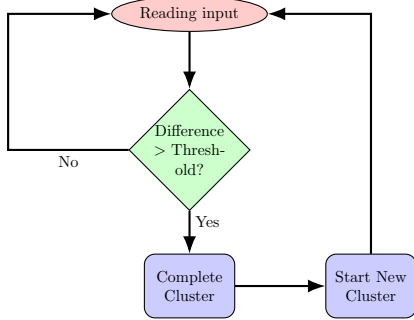 Reading input
Difference
> Thresh-
old?
No
Yes
Complete
Cluster
Start New
Cluster